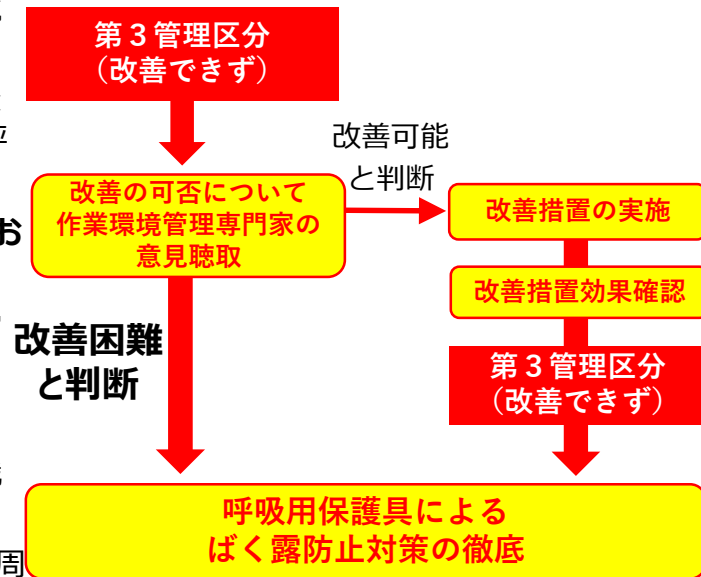 第３管理区分
（改善できず）
改善可能
と判断
改善の可否について
作業環境管理専門家の
意見聴取
改善措置の実施
お
改善措置効果確認
改善困難
と判断
第３管理区分
（改善できず）
呼吸用保護具による
ばく露防止対策の徹底
周